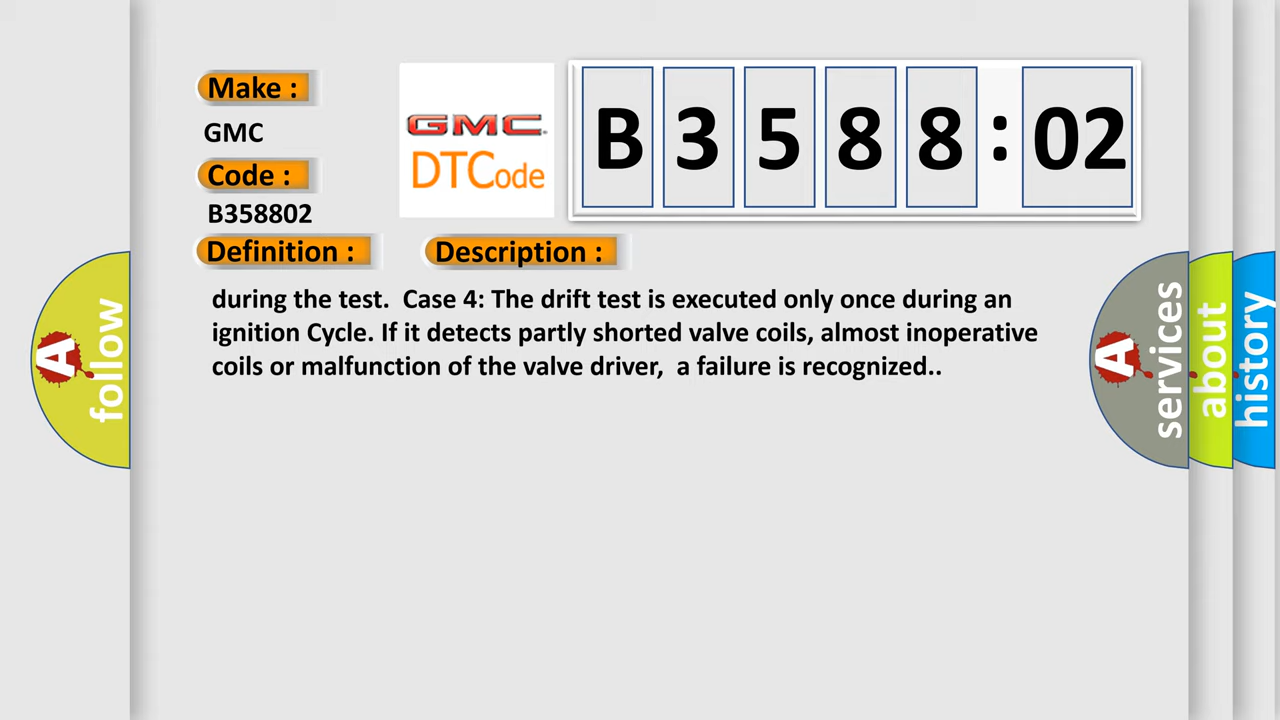 Make :
GMC
Code :
B358802
GMC
DTCode
B 3 5 8 8 : 02
Definition :
Description :
during the test.  Case 4: The drift test is executed only once during an
ignition Cycle. If it detects partly shorted valve coils, almost inoperative
coils or malfunction of the valve driver,  a failure is recognized..
A
follow
A
services
about
history